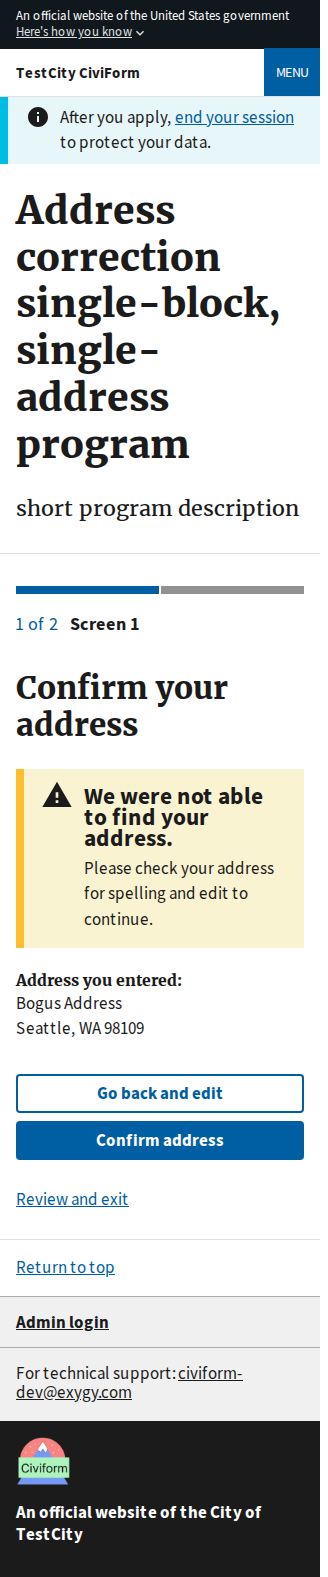 An official website of the United States government
Here's how you know
TestCity CiviForm
MENU
After you apply, end your session
to protect your data.
Address
correction
single-block,
single-
address
program
short program description
1 of 2 Screen 1
Confirm your
address
We were not able
to find your
address.
Please check your address
for spelling and edit to
continue.
Address you entered:
Bogus Address
Seattle, WA 98109
Go back and edit
Confirm address
Review and exit
Return to top
Admin login
For technical support: civiform-
dev@exygy.com
Civiform
An official website of the City of
TestCity